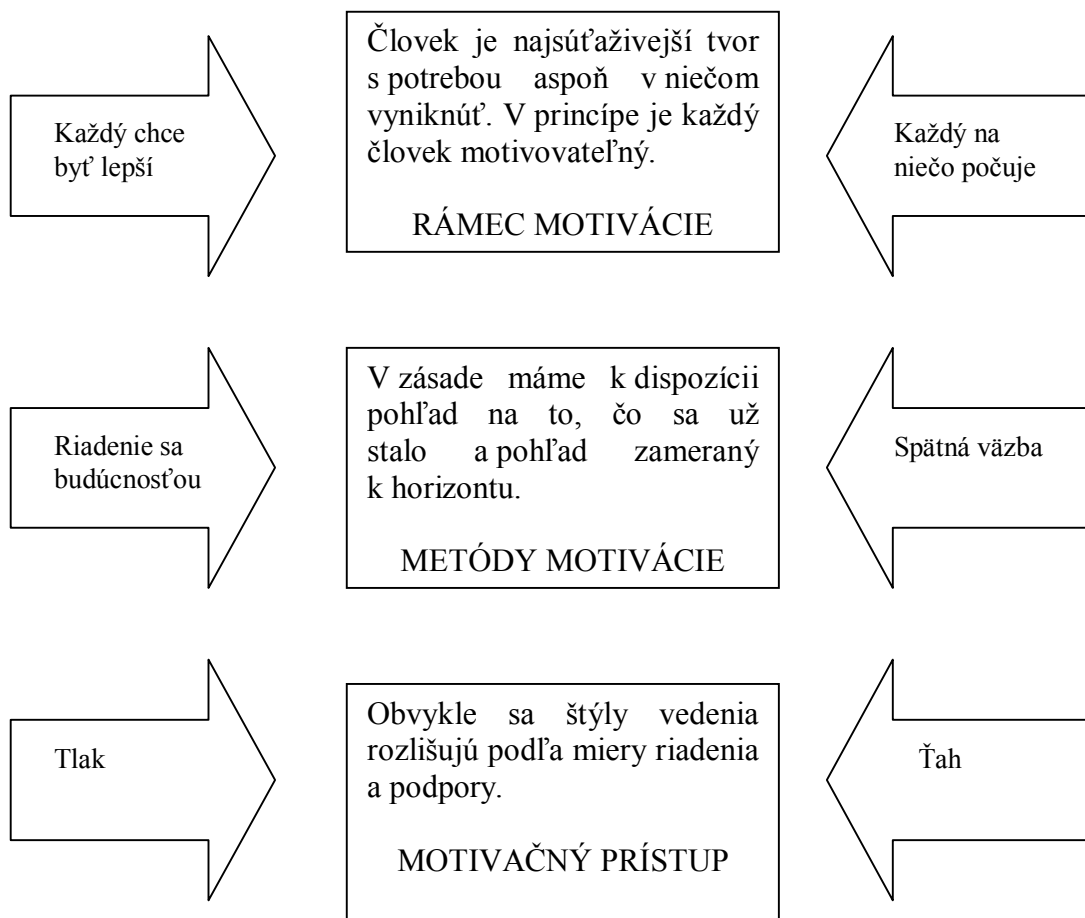 Každý chce
byť lepší
Človek je najsúťaživejší tvor
s potrebou aspoň v niečom
vyniknúť. V princípe je každý
človek motivovateľný.
RÁMEC MOTIVÁCIE
Každý na
niečo počuje
Riadenie sa
budúcnosťou
V zásade máme k dispozícii
pohľad na to, čo sa už
stalo a pohľad zameraný
k horizontu.
METÓDY MOTIVÁCIE
Spätná väzba
Tlak
Obvykle sa štýly vedenia
rozlišujú podľa miery riadenia
a podpory.
MOTIVAČNÝ PRÍSTUP
Ťah